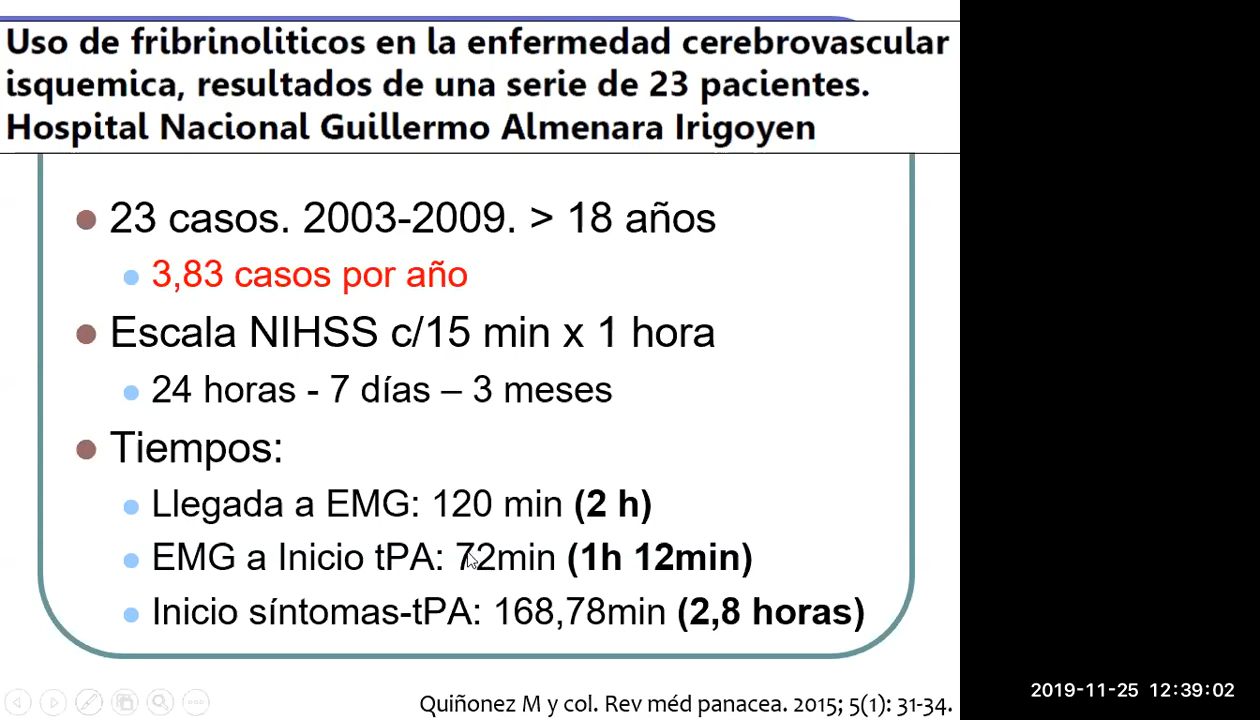 Uso de fribrinoliticos en la enfermedad cerebrovascular
isquemica, resultados de una serie de 23 pacientes.
Hospital Nacional Guillermo Almenara Irigoyen
23 casos. 2003-2009. > 18 años
3,83 casos por año
Escala NIHSS c/15 min x 1 hora
24 horas - 7 días – 3 meses
Tiempos:
Llegada a EMG: 120 min (2 h)
EMG a Inicio tPA: 72min (1h 12min)
Inicio síntomas-tPA: 168,78min (2,8 horas)
Quiñonez M y col. Rev méd panacea. 2015; 5(1): 31-34.
2019-11-25 12:39:02